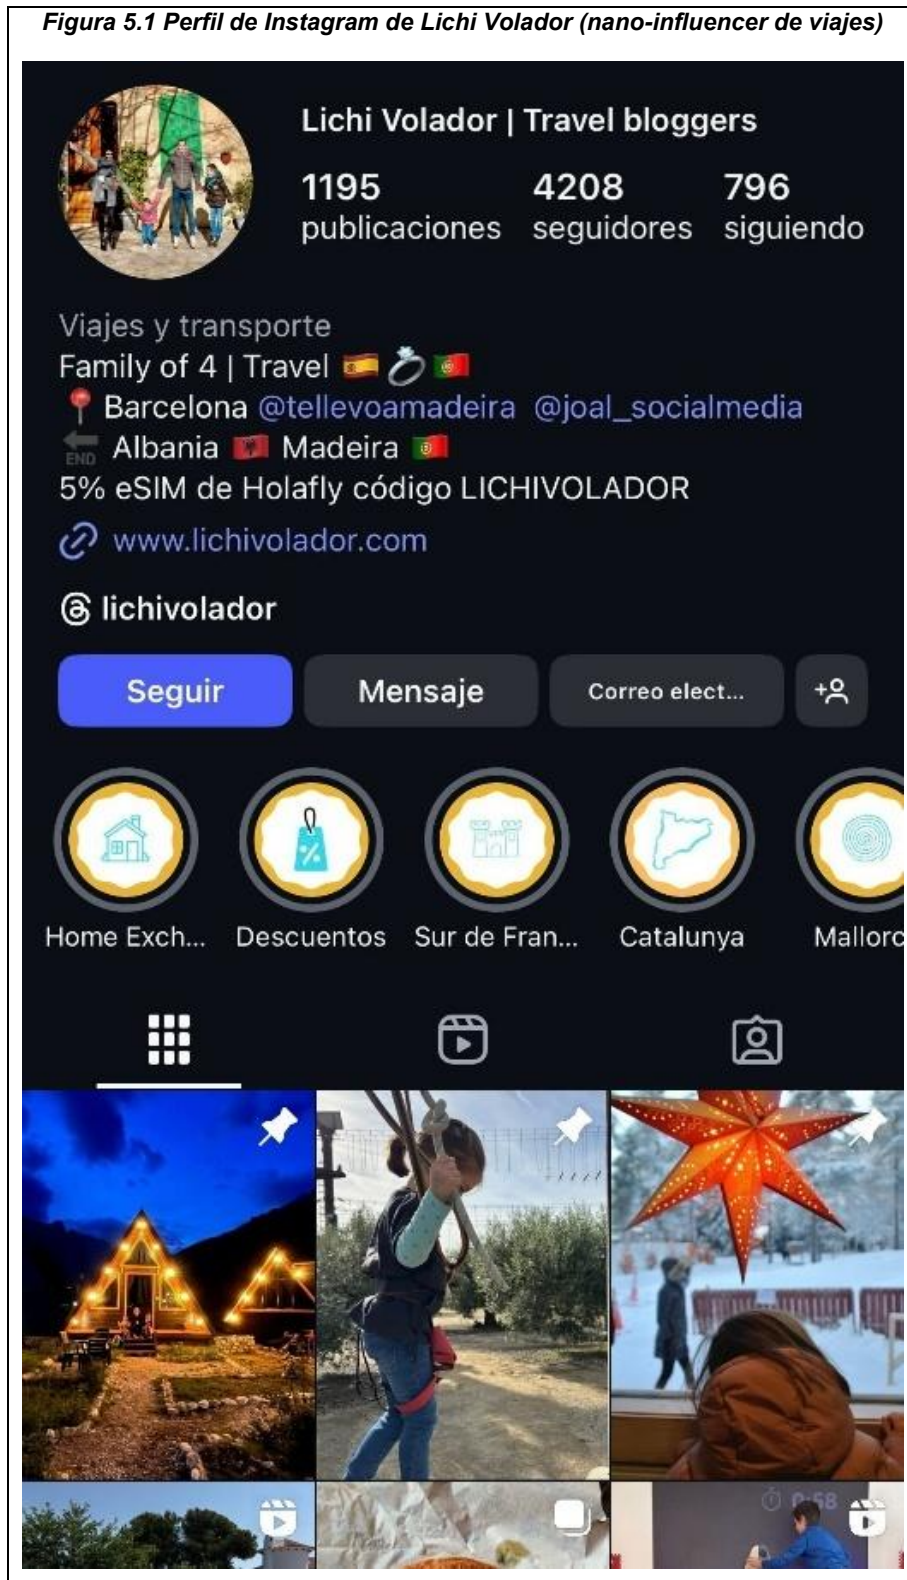 Figura 5.1 Perfil de Instagram de Lichi Volador (nano-influencer de viajes)
Lichi Volador | Travel bloggers
1195 4208 796
publicaciones seguidores siguiendo
Viajes y transporte
Family of 4 | Travel 🇪🇸 💍 🇵🇹
📍 Barcelona @tellevoamadeira @joal_socialmedia
🔚 Albania 🇦🇱 Madeira 🇵🇹
5% eSIM de Holafly código LICHIVOLADOR
www.lichivolador.com
lichivolador
Seguir Mensaje Correo elect...
Home Exch... Descuentos Sur de Fran... Catalunya Mallorc
0:58